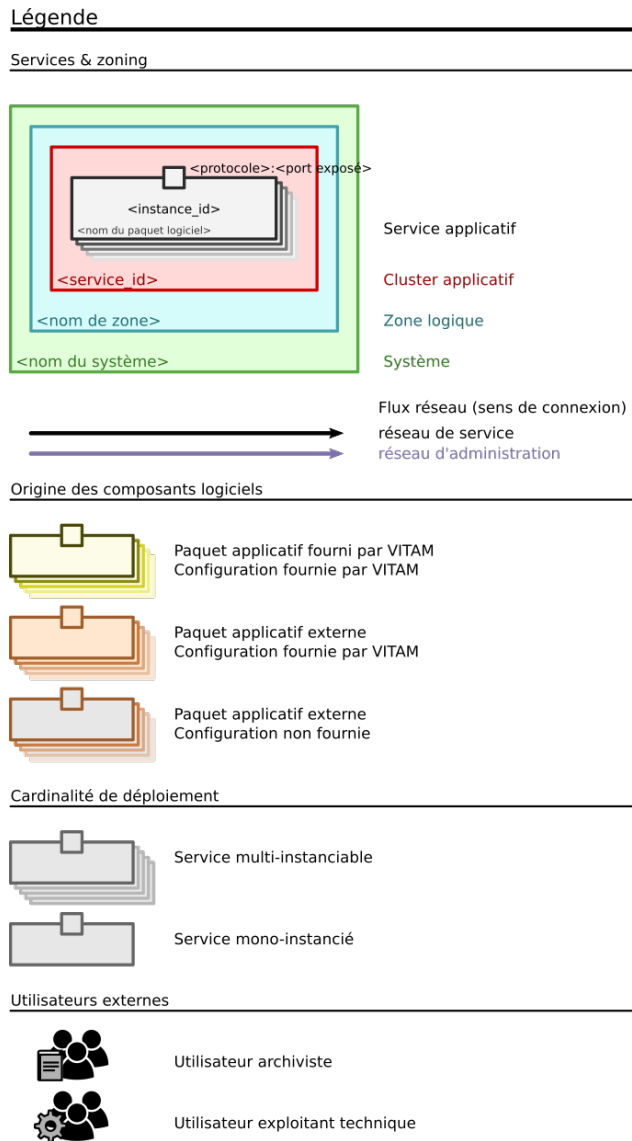 Légende
Services & zoning
<protocole>:<port exposé>
<instance_id>
<nom du paquet logiciel>
Service applicatif
<service_id>
Cluster applicatif
<nom de zone>
Zone logique
<nom du système>
Système
Flux réseau (sens de connexion)
réseau de service
réseau d'administration
Origine des composants logiciels
Paquet applicatif fourni par VITAM
Configuration fournie par VITAM
Paquet applicatif externe
Configuration fournie par VITAM
Paquet applicatif externe
Configuration non fournie
Cardinalité de déploiement
Service multi-instanciable
Service mono-instancié
Utilisateurs externes
Utilisateur archiviste
Utilisateur exploitant technique